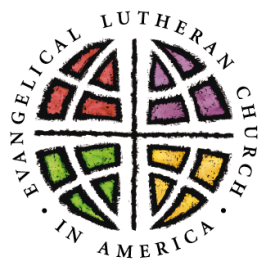 EVANGELICAL LUTHERAN CHURCH
· IN AMERICA ·